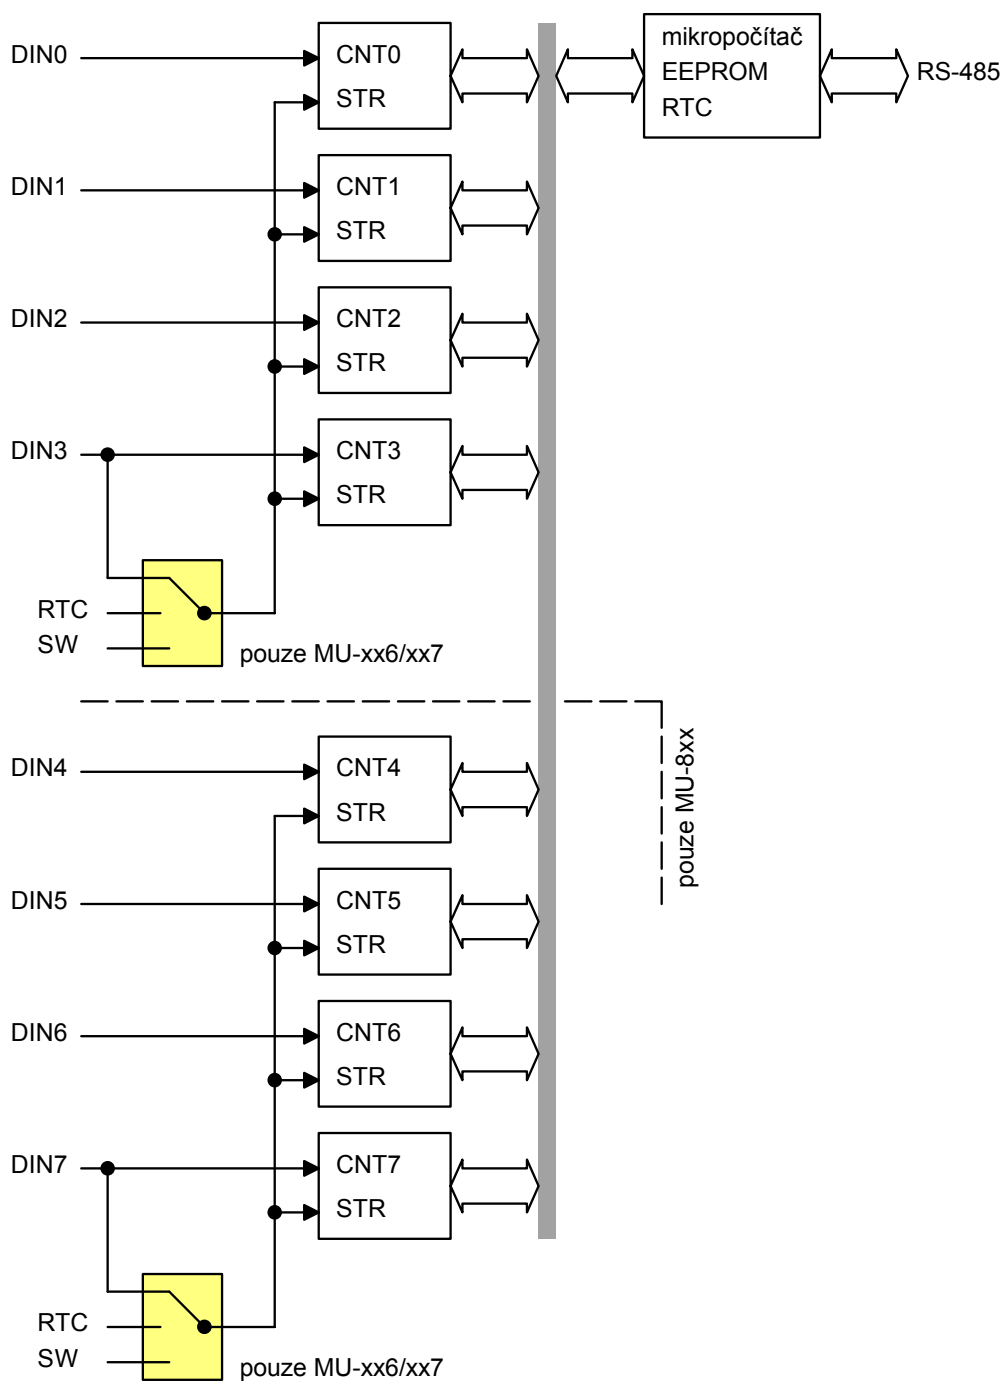 DIN0
CNT0
STR
mikropočítač
EEPROM
RTC
RS-485
DIN1
CNT1
STR
DIN2
CNT2
STR
DIN3
CNT3
STR
RTC
SW
pouze MU-xx6/xx7
pouze MU-8xx
DIN4
CNT4
STR
DIN5
CNT5
STR
DIN6
CNT6
STR
DIN7
CNT7
STR
RTC
SW
pouze MU-xx6/xx7